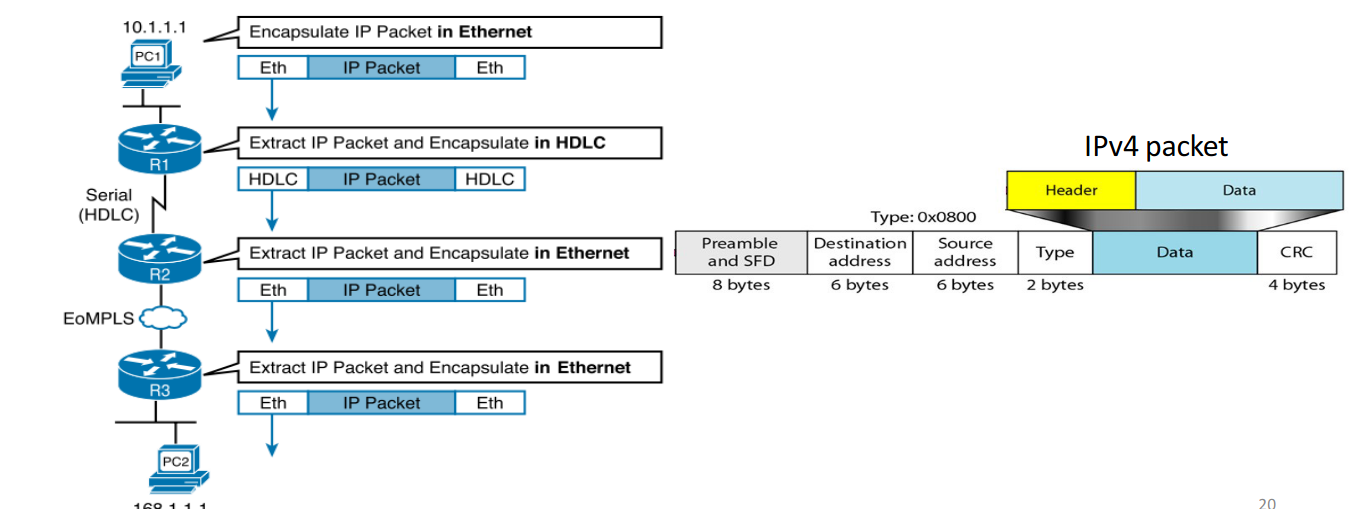 10.1.1.1
PC1
Encapsulate IP Packet in Ethernet
Eth IP Packet Eth
R1
Extract IP Packet and Encapsulate in HDLC
HDLC IP Packet HDLC
Serial
(HDLC)
R2
Extract IP Packet and Encapsulate in Ethernet
Eth IP Packet Eth
EoMPLS
R3
Extract IP Packet and Encapsulate in Ethernet
Eth IP Packet Eth
PC2
168.1.1.1
IPv4 packet
Header Data
Type: 0x0800
Preamble
and SFD
Destination
address
Source
address
Type
Data
CRC
8 bytes 6 bytes 6 bytes 2 bytes 4 bytes
20